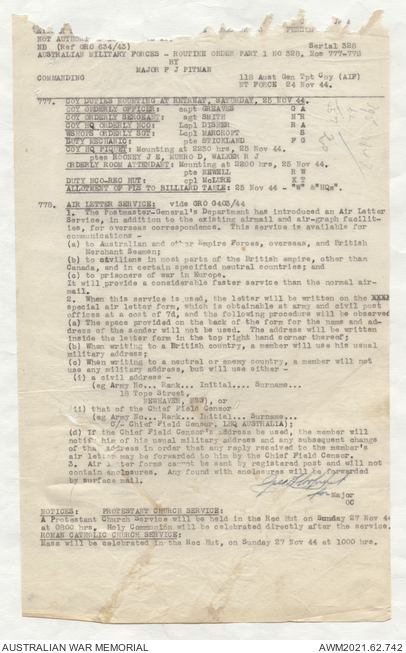 NOT
NB (Ref GRO 634/43) Serial 328
AUSTRALIAN MILITARY FORCES - ROUTINE ORDER PART 1 NO 328. Nos 777-778
BY
MAJOR F J PITMAN
COMMANDING 118 Aust Gen Tpt Coy (AIF)
NT FORCE 24 Nov 44.
777. COY DUTIES MOUNTING AT RETREAT, SATURDAY, 25 NOV 44.
COY ORDERLY OFFICER: capt GREAVES G A
COY ORDERLY SERGEANT: sgt SMITH H R
COY HQ ORDERLY NCO: Lcpl DISHER R A
WSHOPS ORDERLY SGT: Lcpl MARCROFT S
DUTY MECHANIC: pte STICKLAND F G
COY HQ PIQUET: Mounting at 2230 hrs, 25 Nov 44.
ptes ROONEY J E, MUNRO D, WALKER R J
ORDERLY ROOM ATTENDANT: Mounting at 2200 hrs, 25 Nov 44.
pte REWELL R W
DUTY NCO-REC HUT: cpl McLURE K T
ALLOTMENT OF PLS TO BILLIARD TABLE: 25 Nov 44 - "W" &"HQs".
778. AIR LETTER SERVICE: vide GRO G403/44
1. The Postmaster-General's Department has introduced an Air Letter
Service, in addition to the existing airmail and air-graph facilit-
ies, for overseas correspondence. This service is available for
communications -
(a) to Australian and other Empire Forces, overseas, and British
Merchant Seamen;
(b) to civilians in most parts of the British empire, other than
Canada, and in certain specified neutral countries; and
(c) to prisoners of war in Europe.
It will provide a considerable faster service than the normal air-
mail.
2. When this service is used, the letter will be written on the XXXX
special air letter form, which is obtainable at army and civil post
offices at a cost of 7d, and the following procedure will be observed
(a) The space provided on the back of the form for the name and ad-
dress of the sender will not be used. The address will be written
inside the letter form in the top right hand corner thereof;
(b) When writing to a British country, a member will use his usual
military address;
(c) When writing to a neutral or enemy country, a member will not
use any military address, but will use either -
(i) a civil address -
(eg Army No... Rank... Initial.... Surname...
18 Tope Street,
or
(ii) that of the Chief Field Censor
(eg Army No... Rank... Initial.. Surname...
C/- Chief Field Censor, LHQ AUSTRALIA);
(d) If the Chief Field Censor's address be used, the member will
notify him of his usual military address and any subsequent change
of the address in order that any reply received to the member's
air letters may be forwarded to him by the Chief Field Censor.
3. Air letter forms cannot be sent by registered post and will not
contain enclosures. Any found with enclosures will be forwarded
by surface mail.
for Major
OC
NOTICES: PROTESTANT CHURCH SERVICE:
A Protestant Church Service will be held in the Rec Hut on Sunday 27 Nov 44
at 0800 hrs. Holy Communion will be celebrated directly after the service.
ROMAN CATHOLIC CHURCH SERVICE:
Mass will be celebrated in the Rec Hut, on Sunday 27 Nov 44 at 1000 hrs.
AUSTRALIAN WAR MEMORIAL AWM2021.62.742